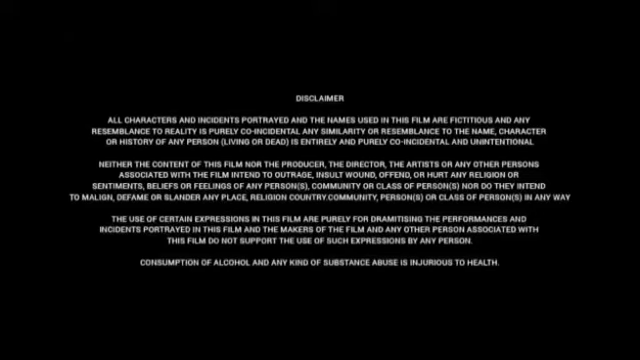 DISCLAIMER
ALL CHARACTERS AND INCIDENTS PORTRAYED AND THE NAMES USED IN THIS FILM ARE FICTITIOUS AND ANY
RESEMBLANCE TO REALITY IS PURELY CO-INCIDENTAL ANY SIMILARITY OR RESEMBLANCE TO THE NAME, CHARACTER
OR HISTORY OF ANY PERSON (LIVING OR DEAD) IS ENTIRELY AND PURELY CO-INCIDENTAL AND UNINTENTIONAL
NEITHER THE CONTENT OF THIS FILM NOR THE PRODUCER, THE DIRECTOR, THE ARTISTS OR ANY OTHER PERSONS
ASSOCIATED WITH THE FILM INTEND TO OUTRAGE, INSULT WOUND, OFFEND, OR HURT ANY RELIGION OR
SENTIMENTS, BELIEFS OR FEELINGS OF ANY PERSON(S), COMMUNITY OR CLASS OF PERSON(S) NOR DO THEY INTEND
TO MALIGN, DEFAME OR SLANDER ANY PLACE, RELIGION COUNTRY.COMMUNITY, PERSON(S) OR CLASS OF PERSON(S) IN ANY WAY
THE USE OF CERTAIN EXPRESSIONS IN THIS FILM ARE PURELY FOR DRAMITISING THE PERFORMANCES AND
INCIDENTS PORTRAYED IN THIS FILM AND THE MAKERS OF THE FILM AND ANY OTHER PERSON ASSOCIATED WITH
THIS FILM DO NOT SUPPORT THE USE OF SUCH EXPRESSIONS BY ANY PERSON.
CONSUMPTION OF ALCOHOL AND ANY KIND OF SUBSTANCE ABUSE IS INJURIOUS TO HEALTH.